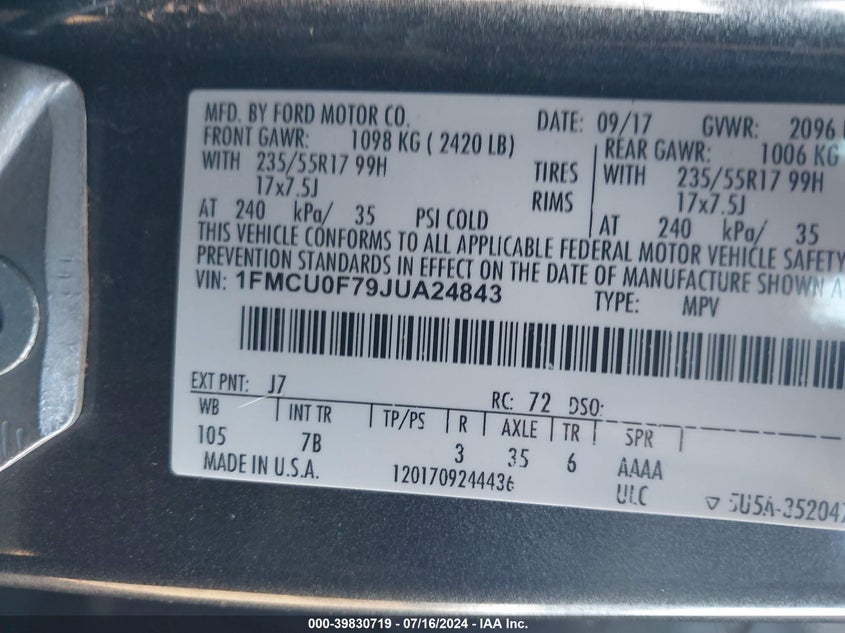 MFD. BY FORD MOTOR CO. DATE: 09/17 GVWR: 2096
FRONT GAWR: 1098 KG ( 2420 LB) REAR GAWR: 1006 KG
WITH 235/55R17 99H TIRES WITH 235/55R17 99H
17x7.5J RIMS 17x7.5J
AT 240 kPa/ 35 PSI COLD AT 240 kPa/ 35
THIS VEHICLE CONFORMS TO ALL APPLICABLE FEDERAL MOTOR VEHICLE SAFETY
PREVENTION STANDARDS IN EFFECT ON THE DATE OF MANUFACTURE SHOWN
VIN: 1FMCU0F79JUA24843 TYPE: MPV
EXT PNT: J7 RC: 72 DSO:
WB INT TR TP/PS R AXLE TR SPR
105 7B 3 35 6 AAAA
MADE IN U.S.A. 120170924443 ULC
000-39830719 - 07/16/2024 - IAA Inc.